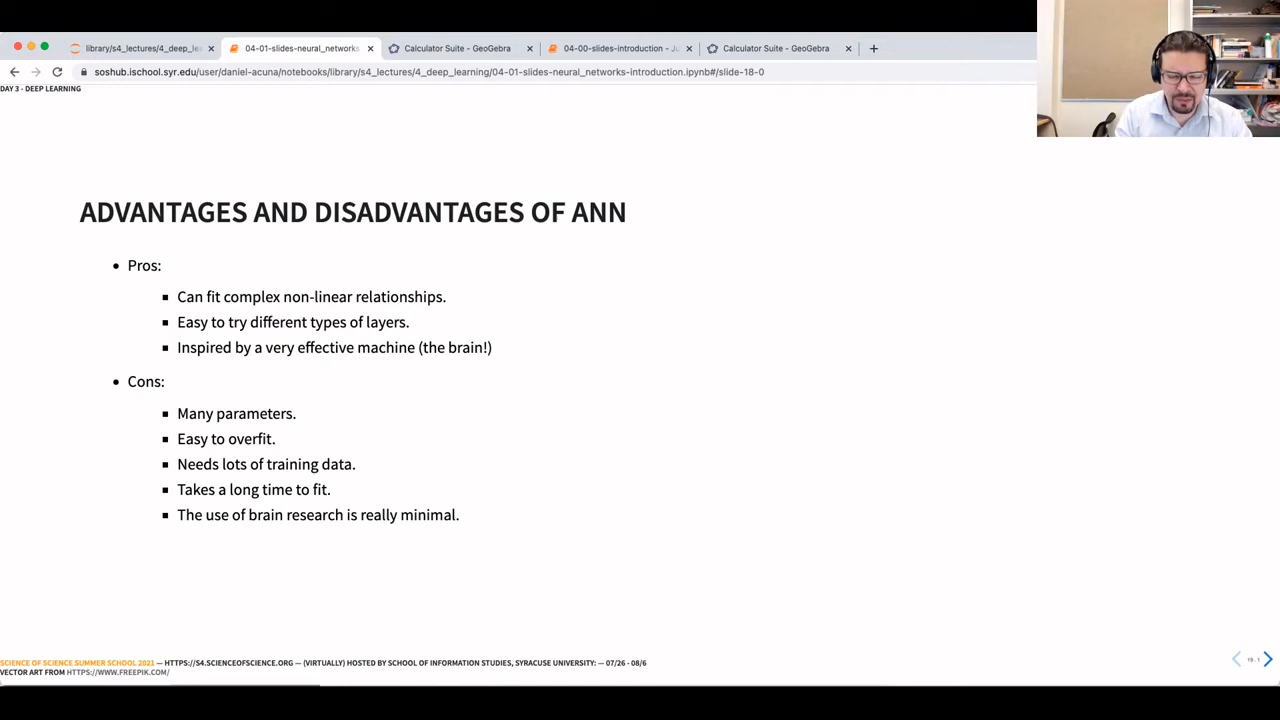 library/s4_lectures/4_deep_le
04-01-slides-neural_networks
Calculator Suite - GeoGebra
04-00-slides-introduction - Ju
Calculator Suite - GeoGebra
soshub.ischool.syr.edu/user/daniel-acuna/notebooks/library/s4_lectures/4_deep_learning/04-01-slides-neural_networks-introduction.ipynb#/slide-18-0
DAY 3 - DEEP LEARNING
ADVANTAGES AND DISADVANTAGES OF ANN
• Pros:
▪ Can fit complex non-linear relationships.
▪ Easy to try different types of layers.
▪ Inspired by a very effective machine (the brain!)
• Cons:
▪ Many parameters.
▪ Easy to overfit.
▪ Needs lots of training data.
▪ Takes a long time to fit.
▪ The use of brain research is really minimal.
SCIENCE OF SCIENCE SUMMER SCHOOL 2021 — HTTPS://S4.SCIENCEOFSCIENCE.ORG — (VIRTUALLY) HOSTED BY SCHOOL OF INFORMATION STUDIES, SYRACUSE UNIVERSITY: — 07/26 - 08/6
VECTOR ART FROM HTTPS://WWW.FREEPIK.COM/
19.1